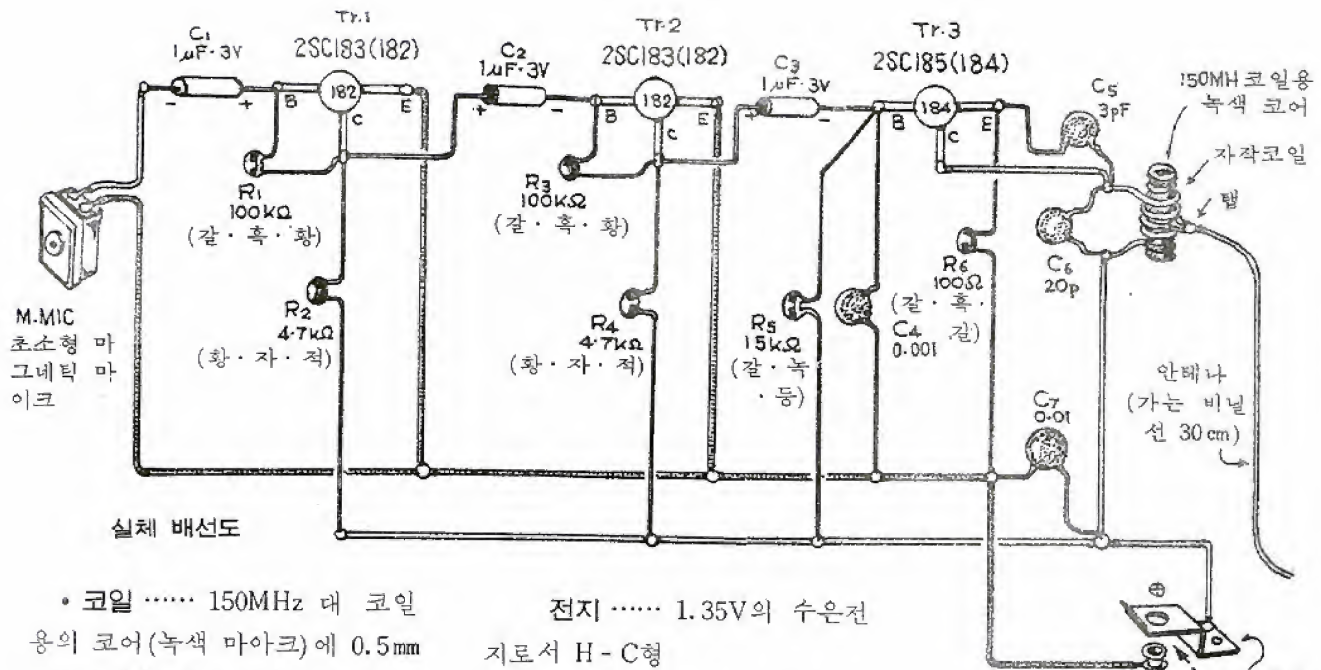 C1
1μF·3V
Tr.1
2SC183(182)
C2
1μF·3V
Tr-2
2SC183(182)
C3
1μF·3V
Tr.3
2SC185(184)
C5
3pF
150MH 코일용
녹색 코어
자작코일
탭
- + B 182 E
C
+ - B 182 E
C
+ - B 184 E
C
R1
100kΩ
(갈·흑·황)
R3
100kΩ
(갈·흑·황)
R2
4.7kΩ
(황·자·적)
R4
4.7kΩ
(황·자·적)
R5
15kΩ
(갈·녹
·등)
C4
0.001
R6
100Ω
(갈·흑·
갈)
C6
20p
C7
0.01
M.MIC
초소형 마
그네틱 마
이크
안테나
(가는 비닐
선 30cm)
실체 배선도
• 코일 …… 150MHz 대 코일
용의 코어(녹색 마아크)에 0.5mm
전지 …… 1.35V의 수은전
지로서 H-C형
⊕